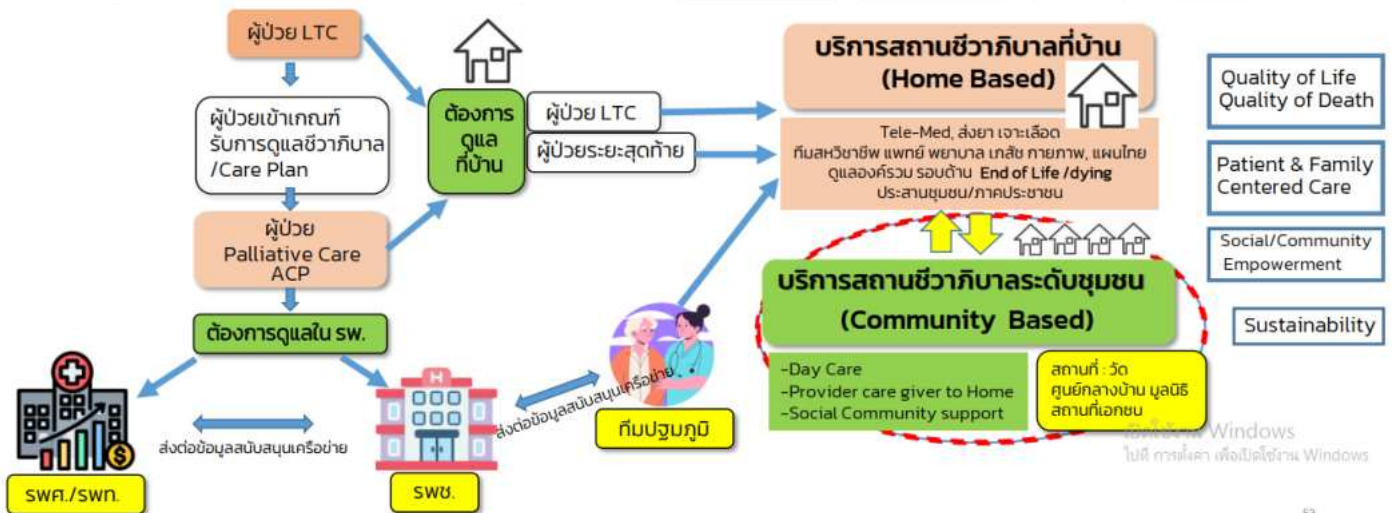 ผู้ป่วย LTC
ผู้ป่วยเข้าเกณฑ์
รับการดูแลชีวาภิบาล
/Care Plan
ผู้ป่วย
Palliative Care
ACP
ต้องการดูแลใน รพ.
ส่งต่อข้อมูลสนับสนุนเครือข่าย
รพศ./รพท.
รพช.
ส่งต่อข้อมูลสนับสนุนเครือข่าย
ทีมปฐมภูมิ
ต้องการ
ดูแล
ที่บ้าน
ผู้ป่วย LTC
ผู้ป่วยระยะสุดท้าย
บริการสถานชีวาภิบาลที่บ้าน
(Home Based)
Tele-Med, ส่งยา เจาะเลือด
ทีมสหวิชาชีพ แพทย์ พยาบาล เภสัช กายภาพ, แผนไทย
ดูแลองค์รวม รอบด้าน End of Life /dying
ประสานชุมชน/ภาคประชาชน
บริการสถานชีวาภิบาลระดับชุมชน
(Community Based)
-Day Care
-Provider care giver to Home
-Social Community support
สถานที่ : วัด
ศูนย์กลางบ้าน มูลนิธิ
สถานที่เอกชน
Quality of Life
Quality of Death
Patient & Family
Centered Care
Social/Community
Empowerment
Sustainability
เปิดใช้งาน Windows
ไปที่ การตั้งค่า เพื่อเปิดใช้งาน Windows